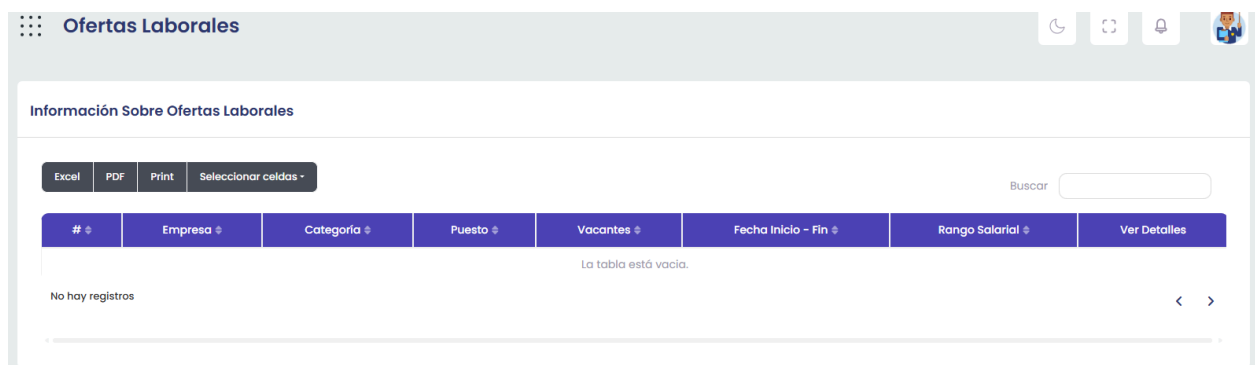 Ofertas Laborales
Información Sobre Ofertas Laborales
Excel PDF Print Seleccionar celdas
Buscar
# Empresa Categoría Puesto Vacantes Fecha Inicio - Fin Rango Salarial Ver Detalles
La tabla está vacia.
No hay registros